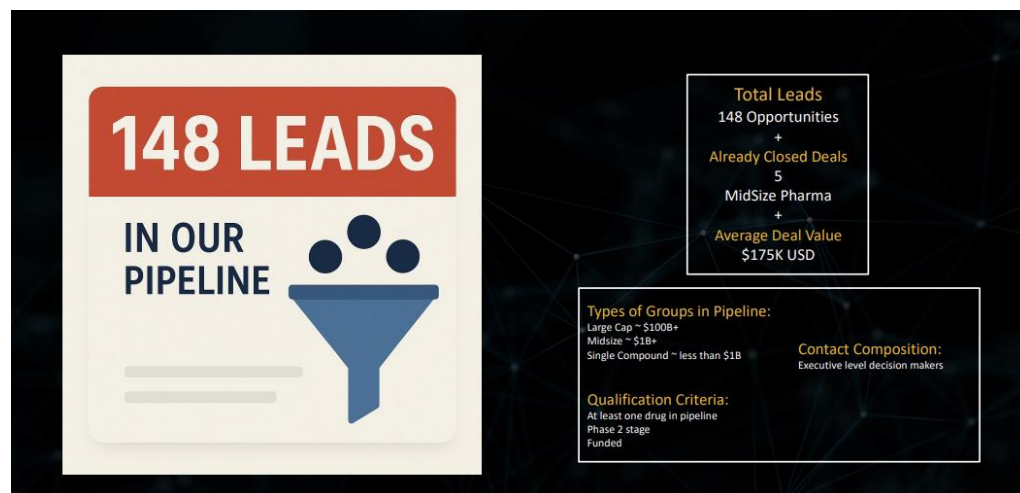 148 LEADS
IN OUR
PIPELINE
Total Leads
148 Opportunities
+
Already Closed Deals
5
MidSize Pharma
+
Average Deal Value
$175K USD
Types of Groups in Pipeline:
Large Cap ~ $100B+
Midsize ~ $1B+
Single Compound ~ less than $1B
Qualification Criteria:
At least one drug in pipeline
Phase 2 stage
Funded
Contact Composition:
Executive level decision makers